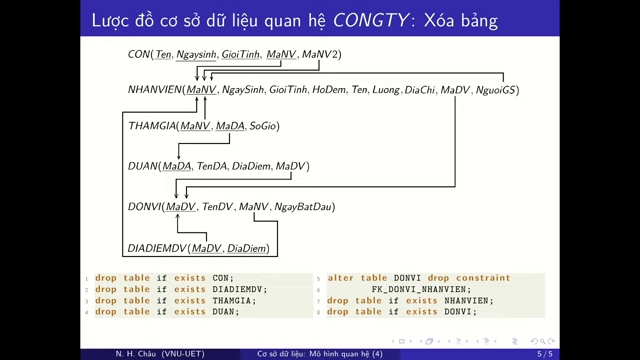 Lược đồ cơ sở dữ liệu quan hệ CONGTY: Xóa bảng
CON(Ten, Ngaysinh, GioiTinh, MaNV, MaNV2)
NHANVIEN(MaNV, NgaySinh, GioiTinh, HoDem, Ten, Luong, DiaChi, MaDV, NguoiGS)
THAMGIA(MaNV, MaDA, SoGio)
DUAN(MaDA, TenDA, DiaDiem, MaDV)
DONVI(MaDV, TenDV, MaNV, NgayBatDau)
DIADIEMDV(MaDV, DiaDiem)
1 drop table if exists CON;
2 drop table if exists DIADIEMDV;
3 drop table if exists THAMGIA;
4 drop table if exists DUAN;
5 alter table DONVI drop constraint
6 FK_DONVI_NHANVIEN;
7 drop table if exists NHANVIEN;
8 drop table if exists DONVI;
N. H. Châu (VNU-UET)
Cơ sở dữ liệu: Mô hình quan hệ (4)
5 / 5